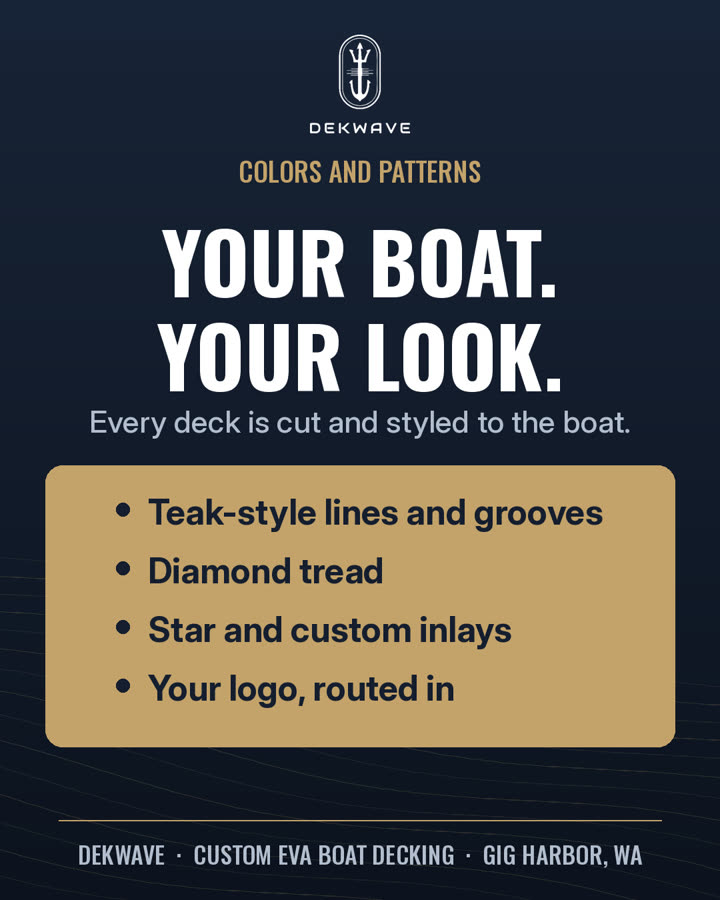 DEKWAVE
COLORS AND PATTERNS
YOUR BOAT.
YOUR LOOK.
Every deck is cut and styled to the boat.
• Teak-style lines and grooves
• Diamond tread
• Star and custom inlays
• Your logo, routed in
DEKWAVE · CUSTOM EVA BOAT DECKING · GIG HARBOR, WA